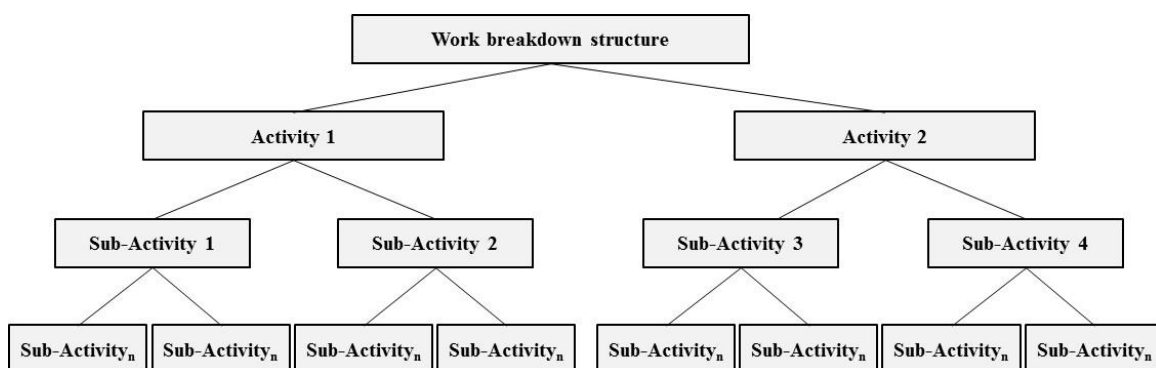 Work breakdown structure
Activity 1
Activity 2
Sub-Activity 1
Sub-Activity 2
Sub-Activity 3
Sub-Activity 4
Sub-Activityₙ
Sub-Activityₙ
Sub-Activityₙ
Sub-Activityₙ
Sub-Activityₙ
Sub-Activityₙ
Sub-Activityₙ
Sub-Activityₙ